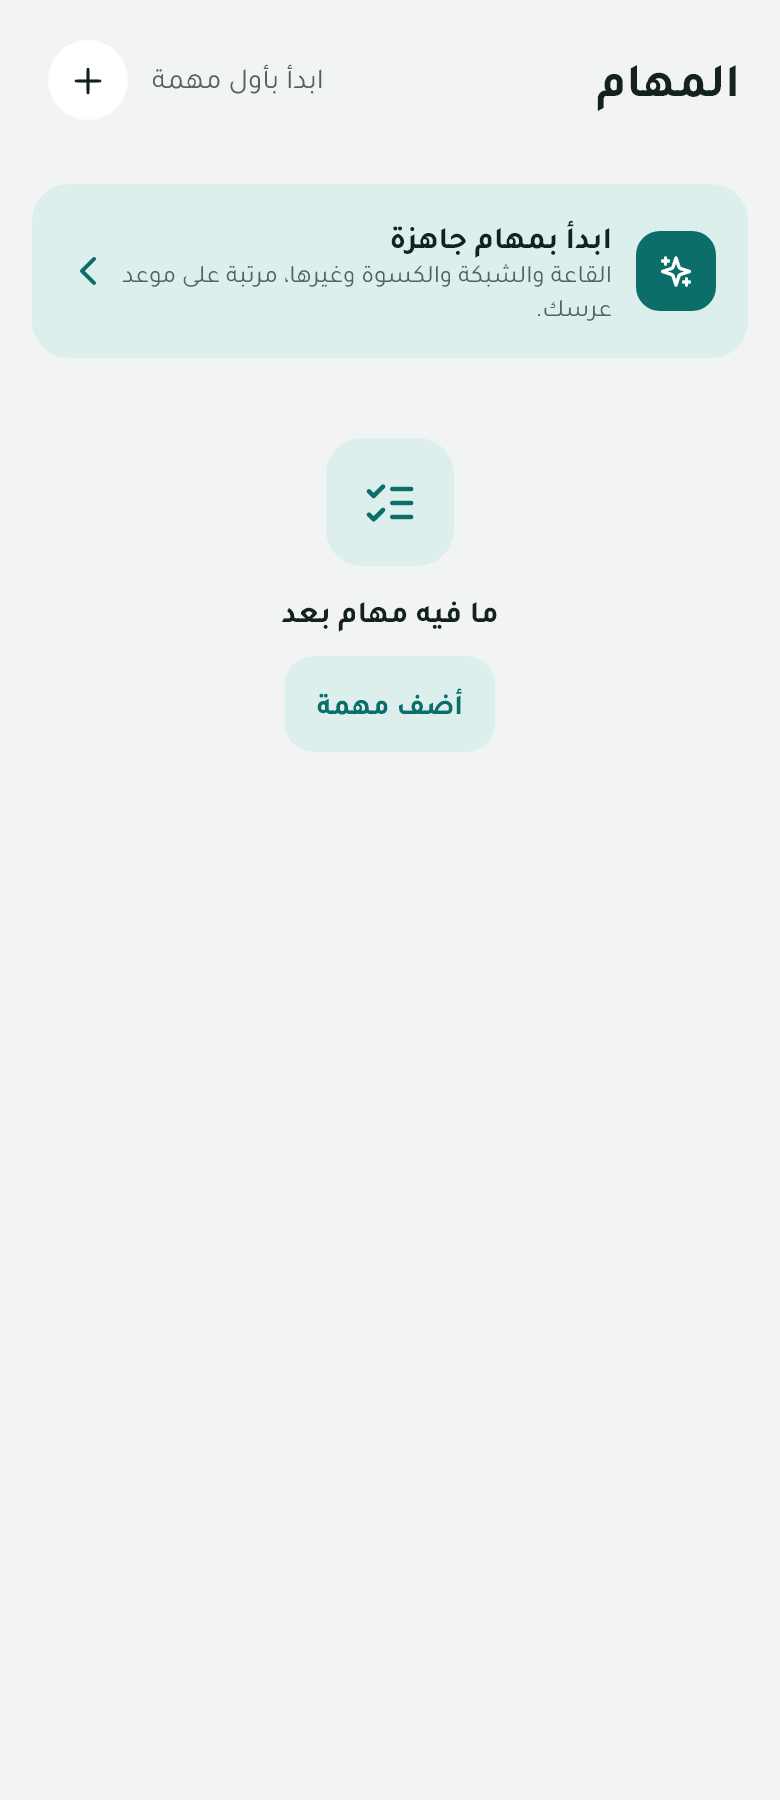 المهام
ابدأ بأول مهمة
ابدأ بمهام جاهزة
القاعة والشبكة والكسوة وغيرها، مرتبة على موعد
عرسك.
ما فيه مهام بعد
أضف مهمة